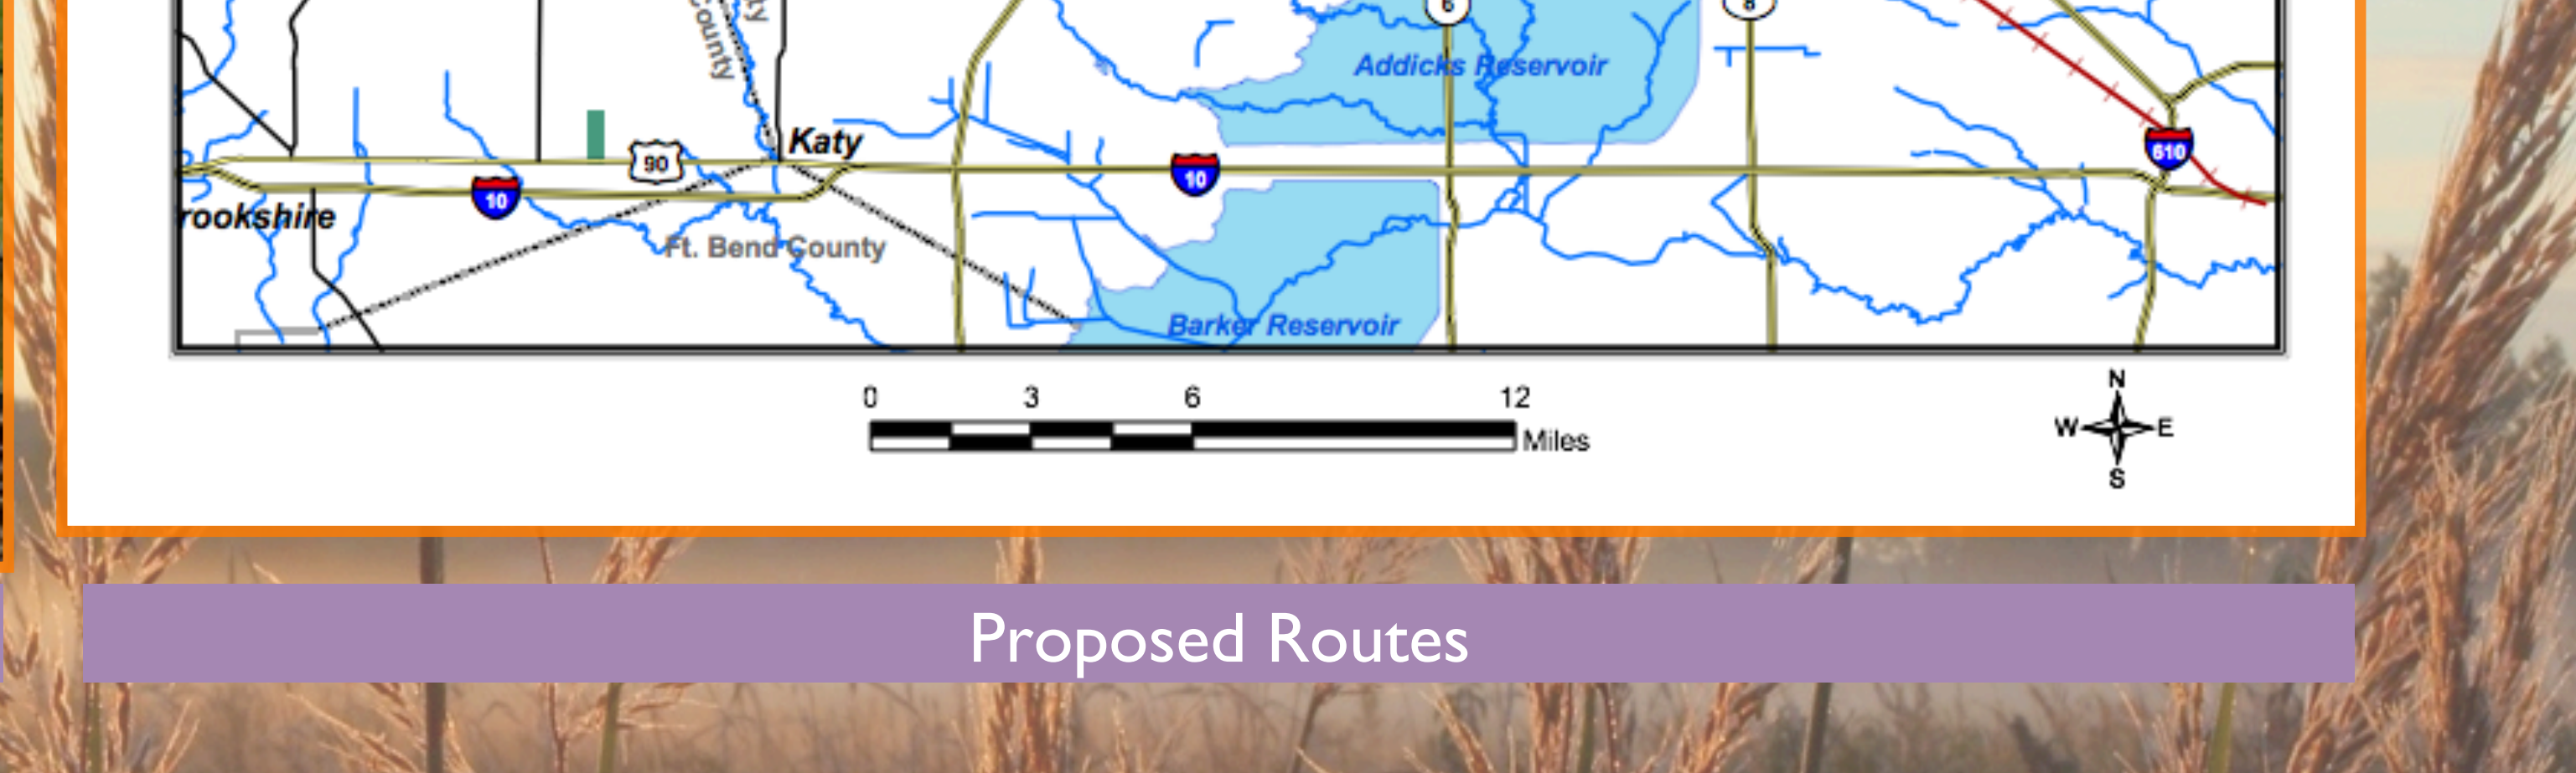 County
6
8
Addicks Reservoir
Katy
90
10
10
610
rookshire
Ft. Bend County
Barker Reservoir
0 3 6 12
Miles
N
W E
S
Proposed Routes